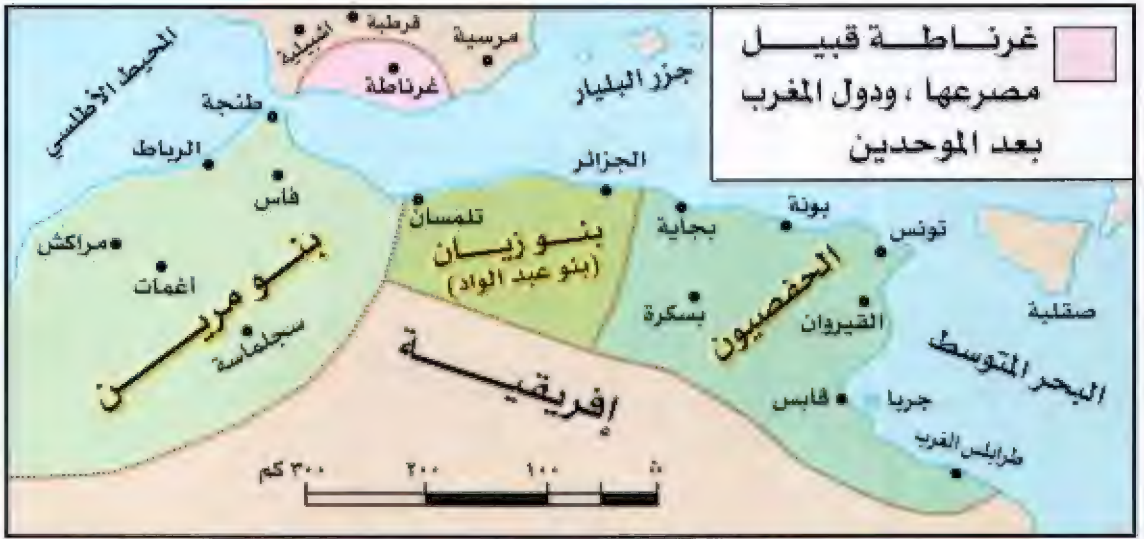 غرناطة قبيل
مصرعها ، ودول المغرب
بعد الموحدين
المحيط الأطلسي
اشبيلية
قرطبة
مرسية
غرناطة
جزر البليار
طنجة
الرباط
فاس
مراكش
اغمات
سجلماسة
بنو مرين
تلمسان
الجزائر
بنو زيان
(بنو عبد الواد)
بجاية
بونة
تونس
بسكرة
القيروان
الحفصيون
صقلية
البحر المتوسط
قابس
جربا
طرابلس الغرب
إفريقية
٣٠٠ كم
٢٠٠
١٠٠